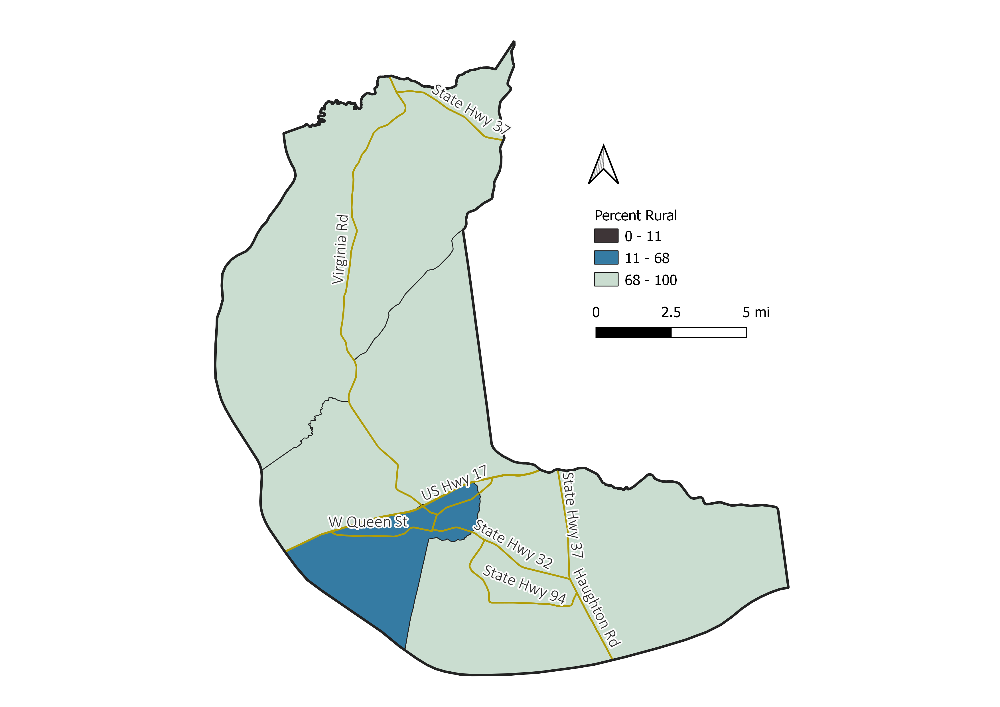 State Hwy 37
Virginia Rd
Percent Rural
0 - 11
11 - 68
68 - 100
0 2.5 5 mi
US Hwy 17
W Queen St
State Hwy 37
State Hwy 32
State Hwy 94
Haughton Rd